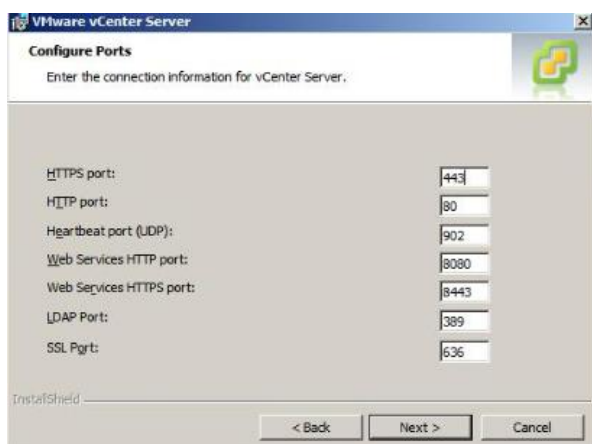 VMware vCenter Server
Configure Ports
Enter the connection information for vCenter Server.
HTTPS port: 443
HTTP port: 80
Heartbeat port (UDP): 902
Web Services HTTP port: 8080
Web Services HTTPS port: 8443
LDAP Port: 389
SSL Port: 636
InstallShield
< Back Next > Cancel